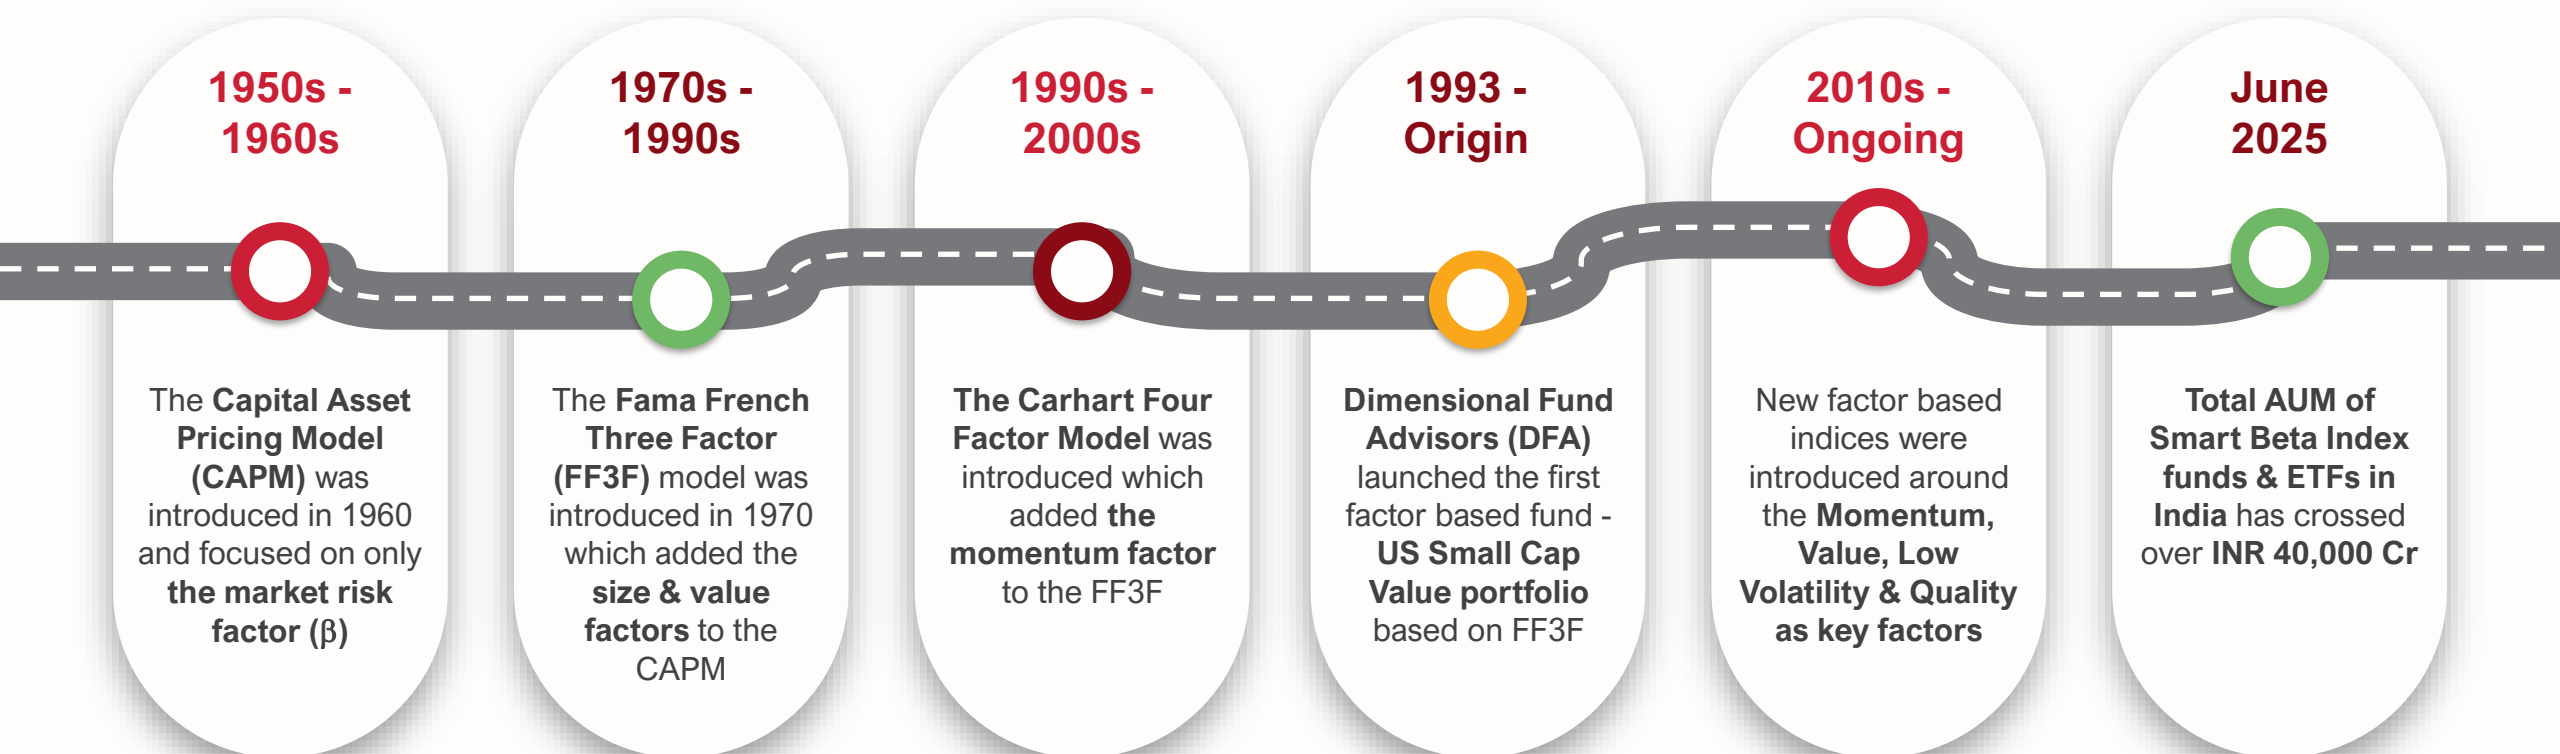 1950s -
1960s
The Capital Asset
Pricing Model
(CAPM) was
introduced in 1960
and focused on only
the market risk
factor (β)
1970s -
1990s
The Fama French
Three Factor
(FF3F) model was
introduced in 1970
which added the
size & value
factors to the
CAPM
1990s -
2000s
The Carhart Four
Factor Model was
introduced which
added the
momentum factor
to the FF3F
1993 -
Origin
Dimensional Fund
Advisors (DFA)
launched the first
factor based fund -
US Small Cap
Value portfolio
based on FF3F
2010s -
Ongoing
New factor based
indices were
introduced around
the Momentum,
Value, Low
Volatility & Quality
as key factors
June
2025
Total AUM of
Smart Beta Index
funds & ETFs in
India has crossed
over INR 40,000 Cr